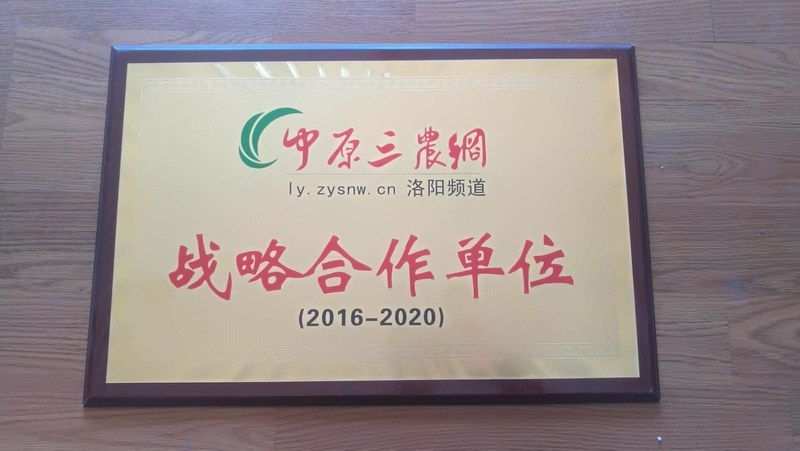 中原三農網
ly.zysnw.cn 洛阳频道
战略合作单位
(2016-2020)